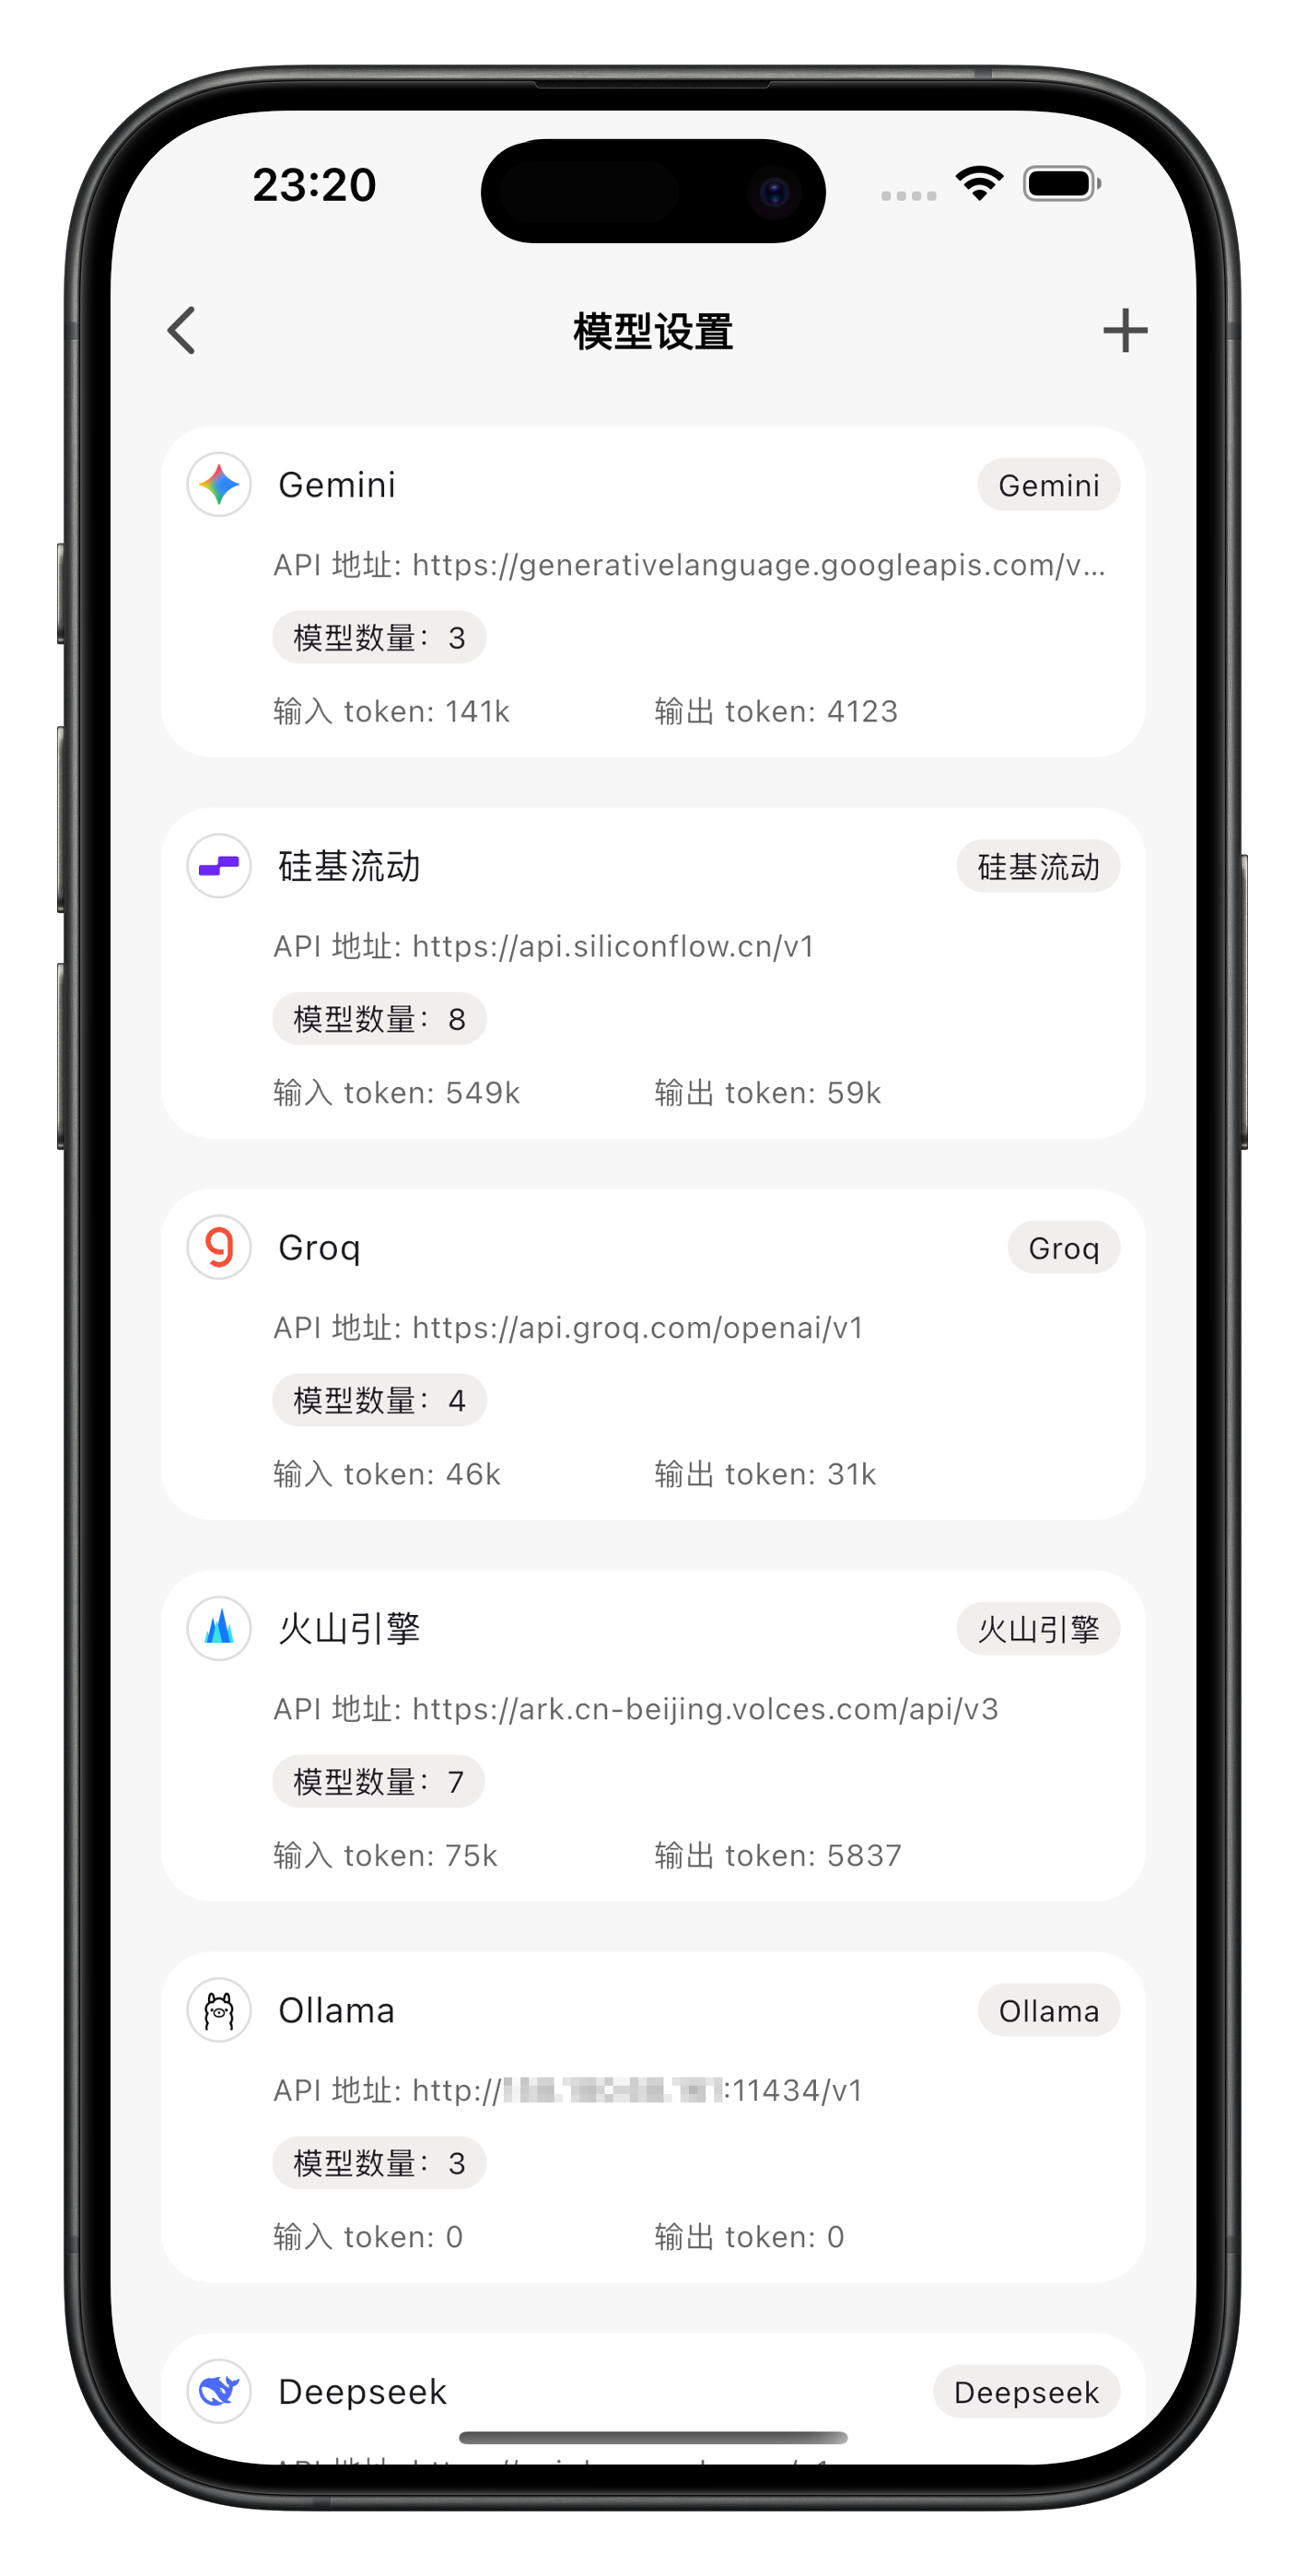 23:20
模型设置
Gemini Gemini
API 地址: https://generativelanguage.googleapis.com/v...
模型数量：3
输入 token: 141k 输出 token: 4123
硅基流动 硅基流动
API 地址: https://api.siliconflow.cn/v1
模型数量：8
输入 token: 549k 输出 token: 59k
Groq Groq
API 地址: https://api.groq.com/openai/v1
模型数量：4
输入 token: 46k 输出 token: 31k
火山引擎 火山引擎
API 地址: https://ark.cn-beijing.volces.com/api/v3
模型数量：7
输入 token: 75k 输出 token: 5837
Ollama Ollama
API 地址: http:// :11434/v1
模型数量：3
输入 token: 0 输出 token: 0
Deepseek Deepseek